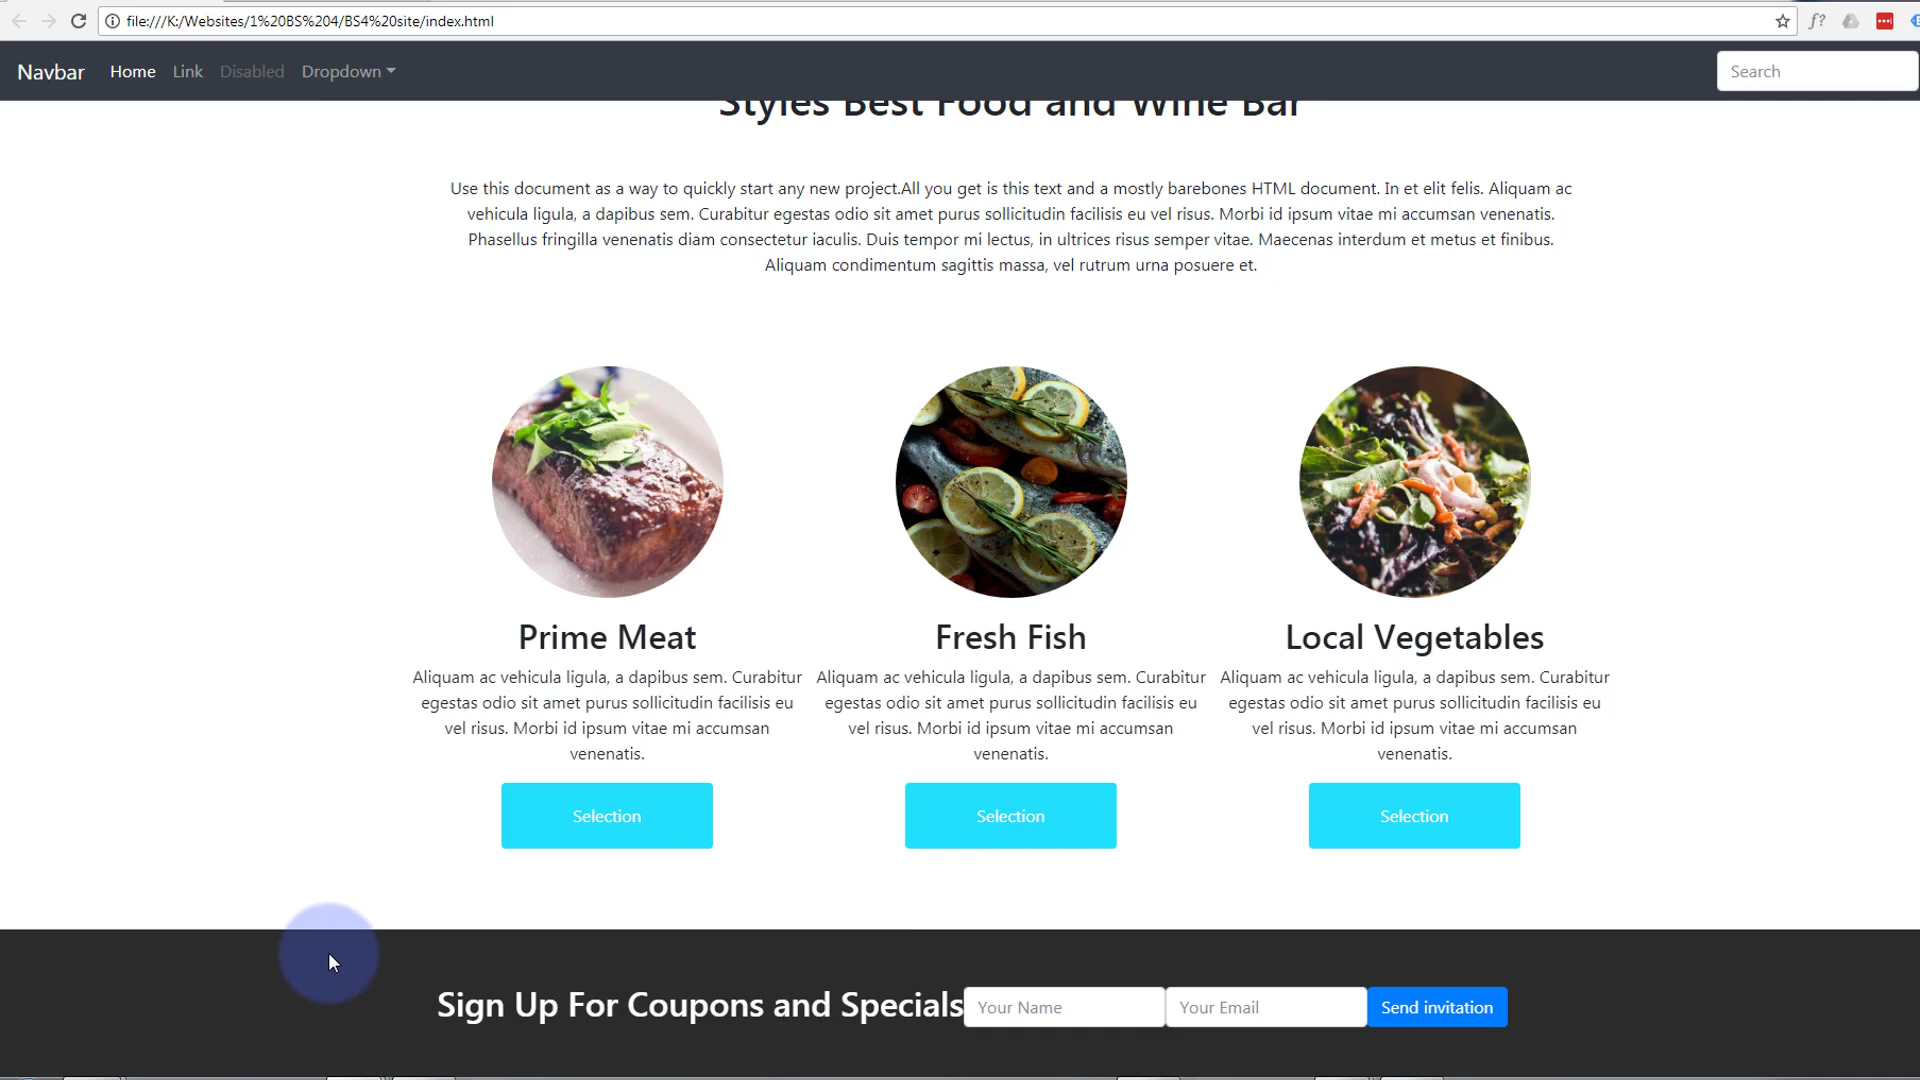 file:///K:/Websites/1%20BS%204/BS4%20site/index.html
f?
Navbar Home Link Disabled Dropdown Search
Styles Best Food and Wine Bar
Use this document as a way to quickly start any new project.All you get is this text and a mostly barebones HTML document. In et elit felis. Aliquam ac
vehicula ligula, a dapibus sem. Curabitur egestas odio sit amet purus sollicitudin facilisis eu vel risus. Morbi id ipsum vitae mi accumsan venenatis.
Phasellus fringilla venenatis diam consectetur iaculis. Duis tempor mi lectus, in ultrices risus semper vitae. Maecenas interdum et metus et finibus.
Aliquam condimentum sagittis massa, vel rutrum urna posuere et.
Prime Meat
Aliquam ac vehicula ligula, a dapibus sem. Curabitur
egestas odio sit amet purus sollicitudin facilisis eu
vel risus. Morbi id ipsum vitae mi accumsan
venenatis.
Selection
Fresh Fish
Aliquam ac vehicula ligula, a dapibus sem. Curabitur
egestas odio sit amet purus sollicitudin facilisis eu
vel risus. Morbi id ipsum vitae mi accumsan
venenatis.
Selection
Local Vegetables
Aliquam ac vehicula ligula, a dapibus sem. Curabitur
egestas odio sit amet purus sollicitudin facilisis eu
vel risus. Morbi id ipsum vitae mi accumsan
venenatis.
Selection
Sign Up For Coupons and Specials Your Name Your Email Send invitation